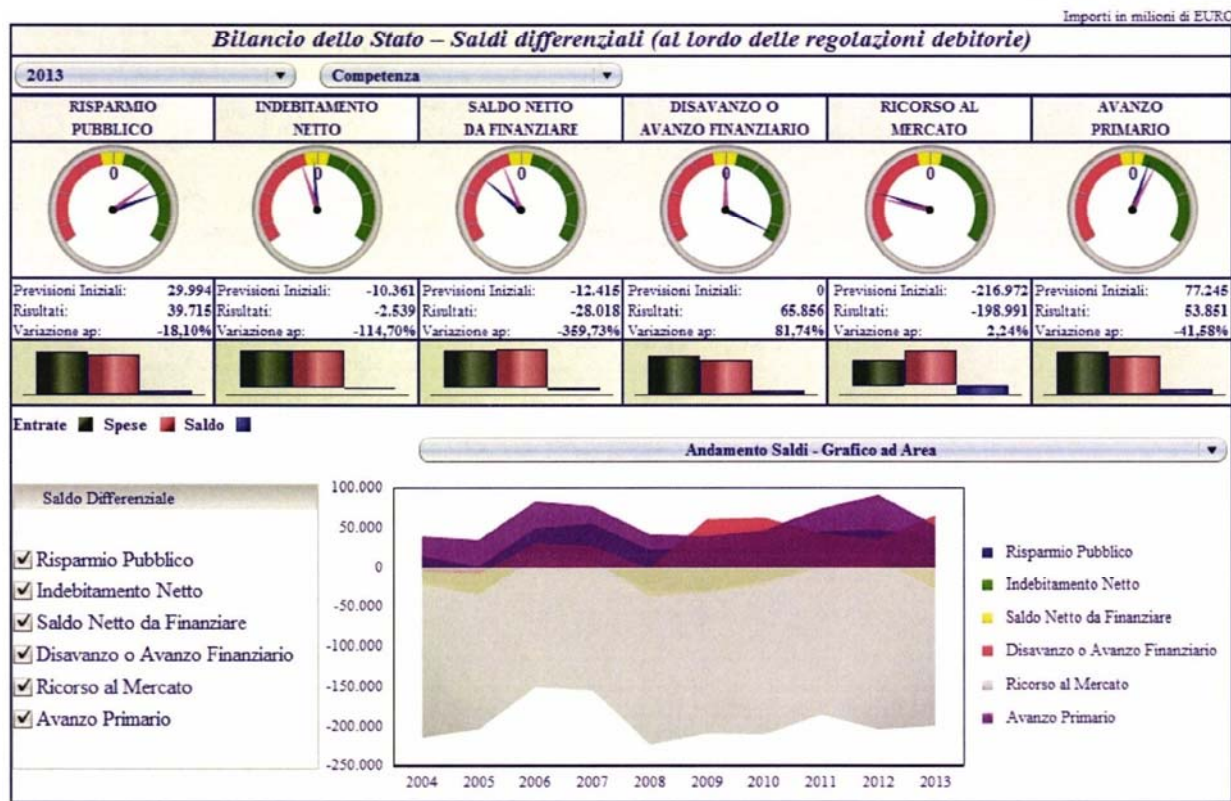 Importi in milioni di EURO
Bilancio dello Stato – Saldi differenziali (al lordo delle regolazioni debitorie)
2013 Competenza
RISPARMIO PUBBLICO INDEBITAMENTO NETTO SALDO NETTO DA FINANZIARE DISAVANZO O AVANZO FINANZIARIO RICORSO AL MERCATO AVANZO PRIMARIO
0 0 0 0 0 0
Previsioni Iniziali: 29.994 Previsioni Iniziali: -10.361 Previsioni Iniziali: -12.415 Previsioni Iniziali: 0 Previsioni Iniziali: -216.972 Previsioni Iniziali: 77.245
Risultati: 39.715 Risultati: -2.539 Risultati: -28.018 Risultati: 65.856 Risultati: -198.991 Risultati: 53.851
Variazione ap: -18,10% Variazione ap: -114,70% Variazione ap: -359,73% Variazione ap: 81,74% Variazione ap: 2,24% Variazione ap: -41,58%
Entrate Spese Saldo
Andamento Saldi - Grafico ad Area
Saldo Differenziale
Risparmio Pubblico
Indebitamento Netto
Saldo Netto da Finanziare
Disavanzo o Avanzo Finanziario
Ricorso al Mercato
Avanzo Primario
100.000
50.000
0
-50.000
-100.000
-150.000
-200.000
-250.000
2004 2005 2006 2007 2008 2009 2010 2011 2012 2013
Risparmio Pubblico
Indebitamento Netto
Saldo Netto da Finanziare
Disavanzo o Avanzo Finanziario
Ricorso al Mercato
Avanzo Primario